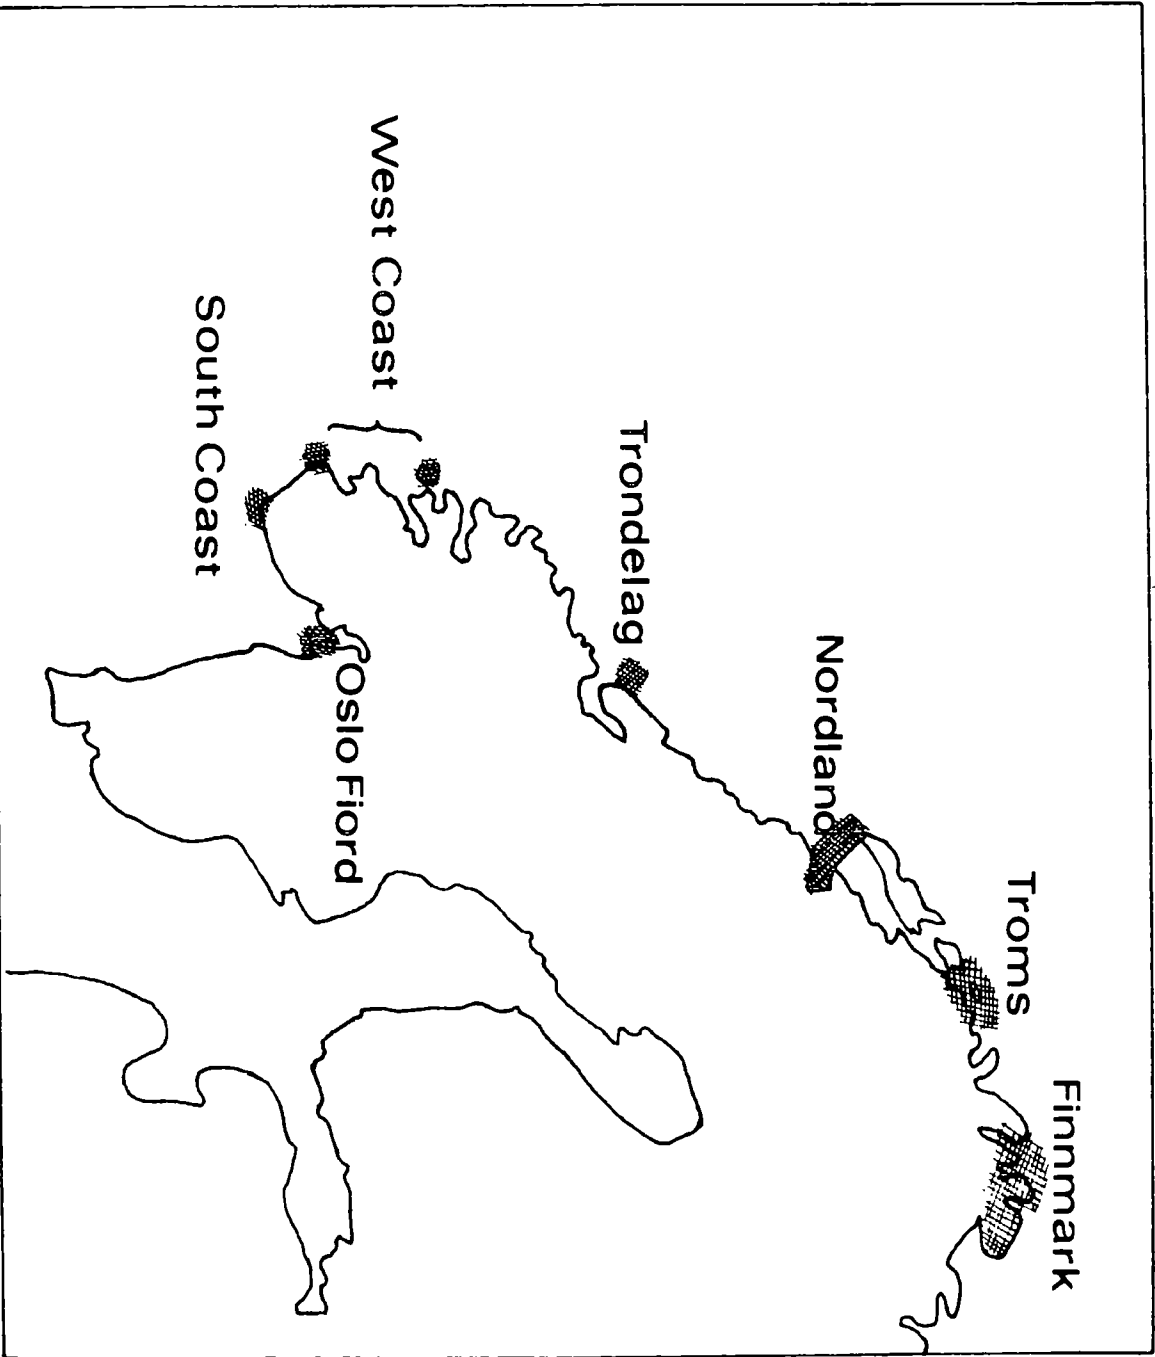 Finnmark
Troms
Nordland
Trondelag
West Coast
Oslo Fiord
South Coast